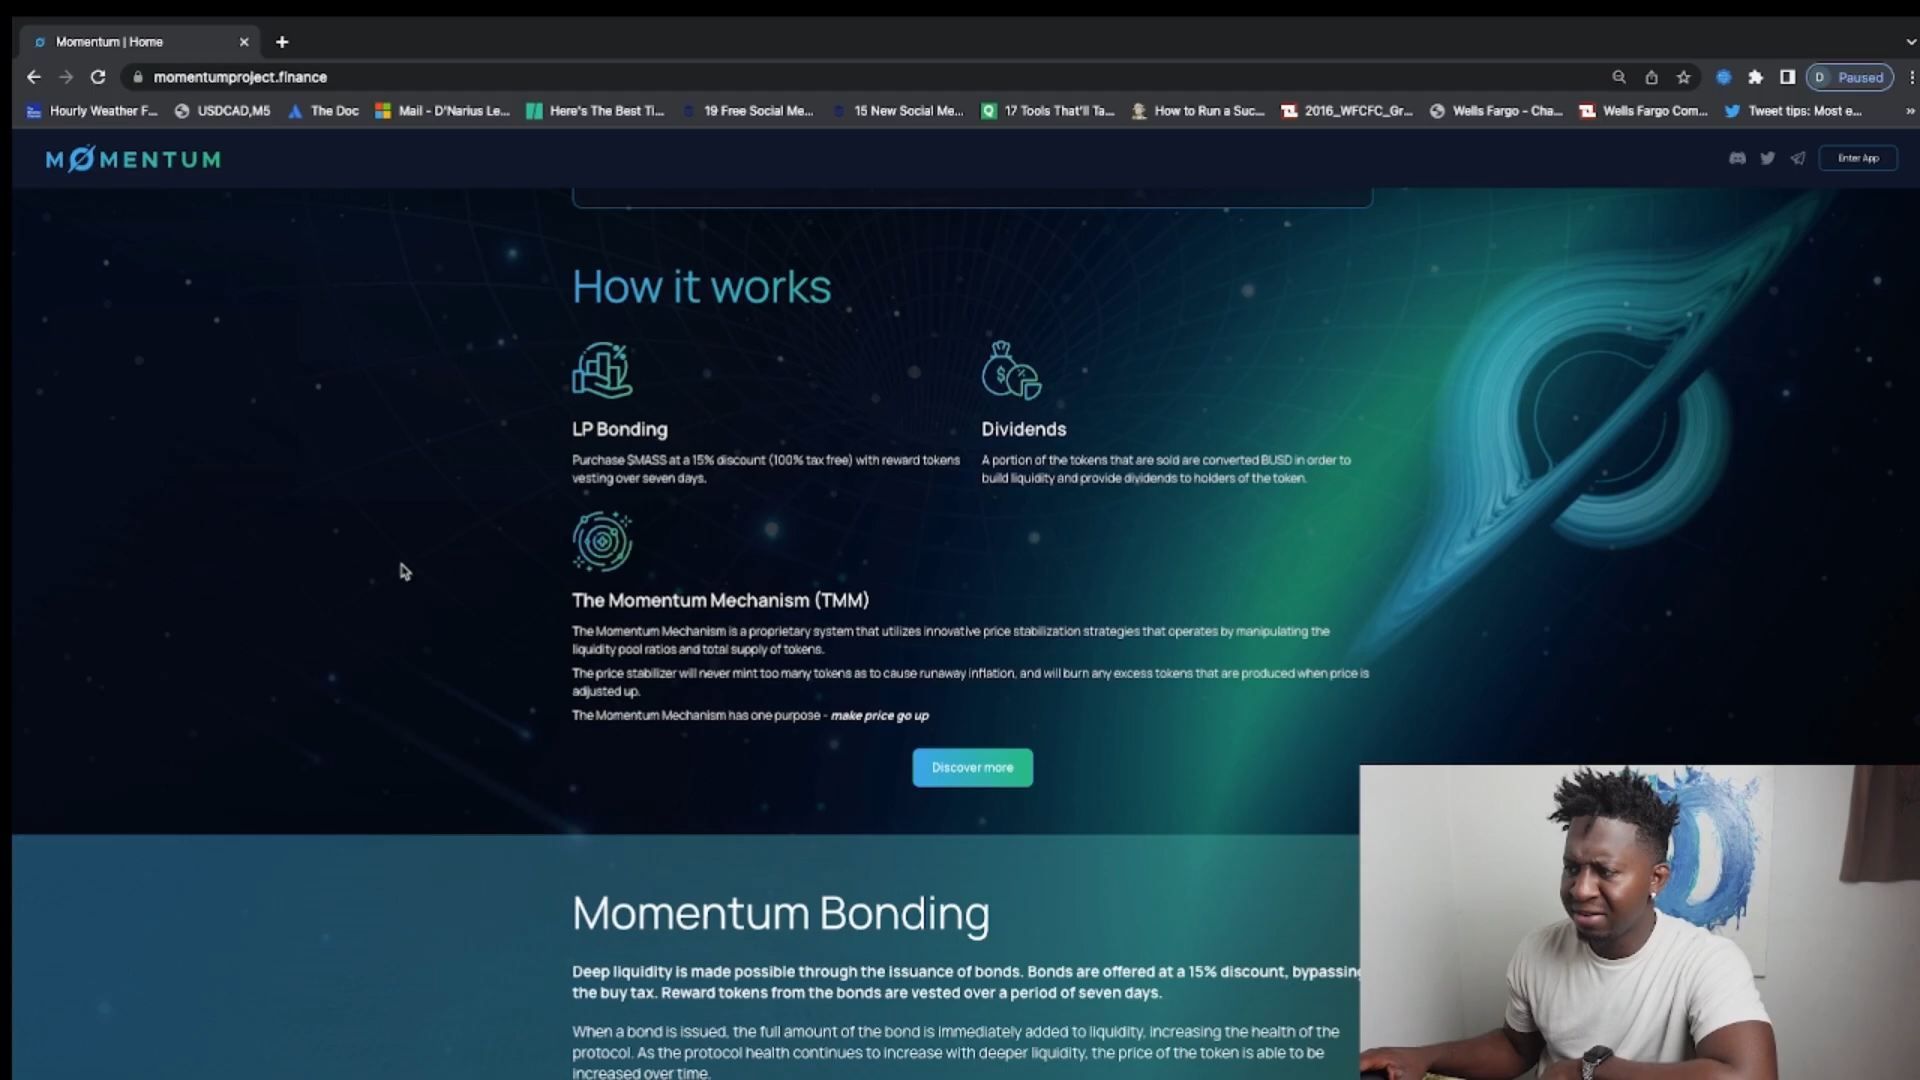 Momentum | Home
momentumproject.finance
D Paused
Hourly Weather F...
USDCAD,M5
The Doc
Mail - D'Narius Le...
Here's The Best Ti...
19 Free Social Me...
15 New Social Me...
17 Tools That'll Ta...
How to Run a Suc...
2016_WFCFC_Gr...
Wells Fargo - Cha...
Wells Fargo Com...
Tweet tips: Most e...
MØMENTUM
Enter App
How it works
LP Bonding
Purchase $MASS at a 15% discount (100% tax free) with reward tokens
vesting over seven days.
Dividends
A portion of the tokens that are sold are converted BUSD in order to
build liquidity and provide dividends to holders of the token.
The Momentum Mechanism (TMM)
The Momentum Mechanism is a proprietary system that utilizes innovative price stabilization strategies that operates by manipulating the
liquidity pool ratios and total supply of tokens.
The price stabilizer will never mint too many tokens as to cause runaway inflation, and will burn any excess tokens that are produced when price is
adjusted up.
The Momentum Mechanism has one purpose - make price go up
Discover more
Momentum Bonding
Deep liquidity is made possible through the issuance of bonds. Bonds are offered at a 15% discount, bypassing
the buy tax. Reward tokens from the bonds are vested over a period of seven days.
When a bond is issued, the full amount of the bond is immediately added to liquidity, increasing the health of the
protocol. As the protocol health continues to increase with deeper liquidity, the price of the token is able to be
increased over time.